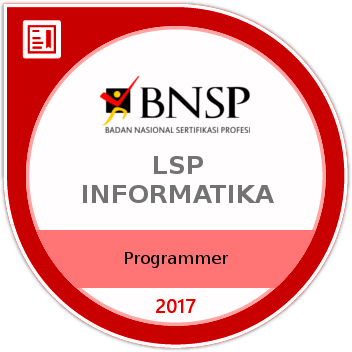 BNSP
BADAN NASIONAL SERTIFIKASI PROFESI
LSP
INFORMATIKA
Programmer
2017